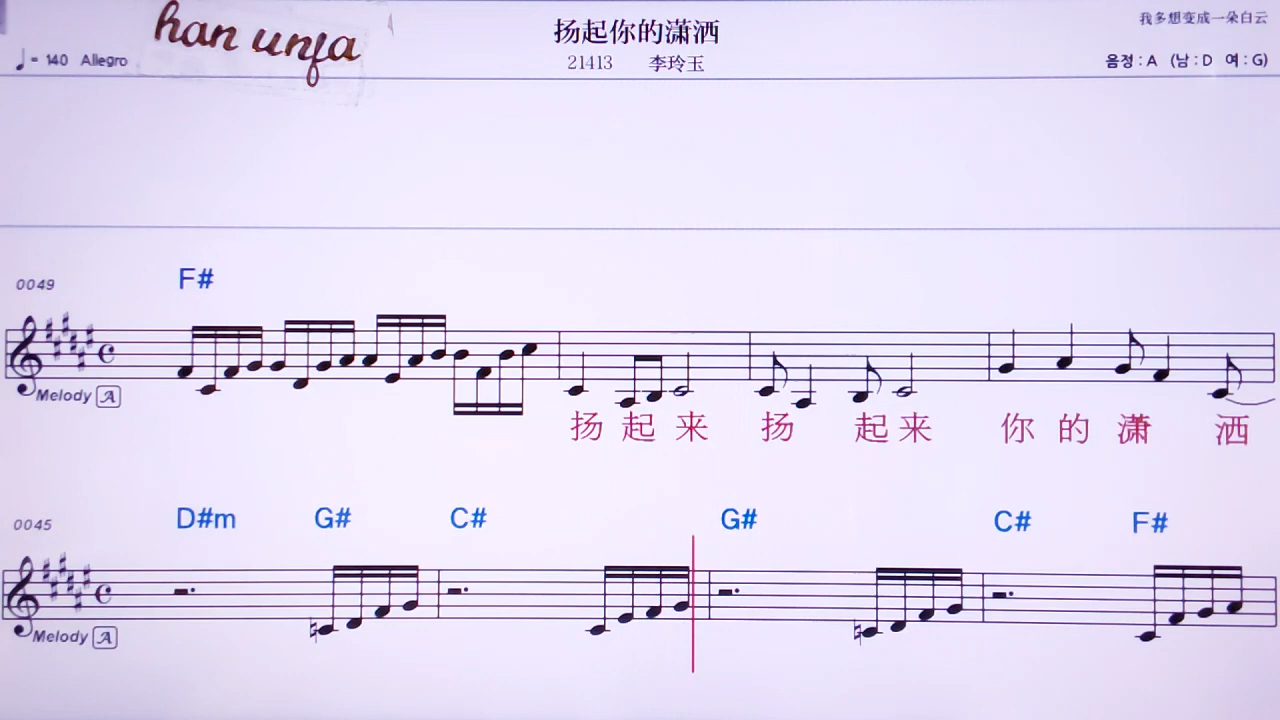 han unfa
扬起你的潇洒
我多想变成一朵白云
♩= 140 Allegro
21413 李玲玉
음정 : A (남 : D 여 : G)
0049
F#
Melody A
扬 起 来 扬 起 来 你 的 潇 洒
0045
D#m G# C# G# C# F#
Melody A